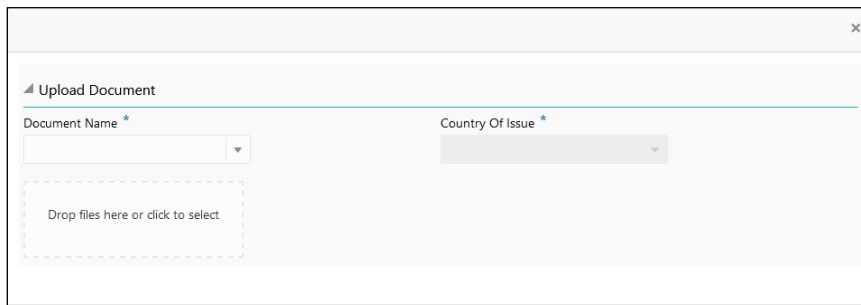 Upload Document
Document Name *
Country Of Issue *
Drop files here or click to select